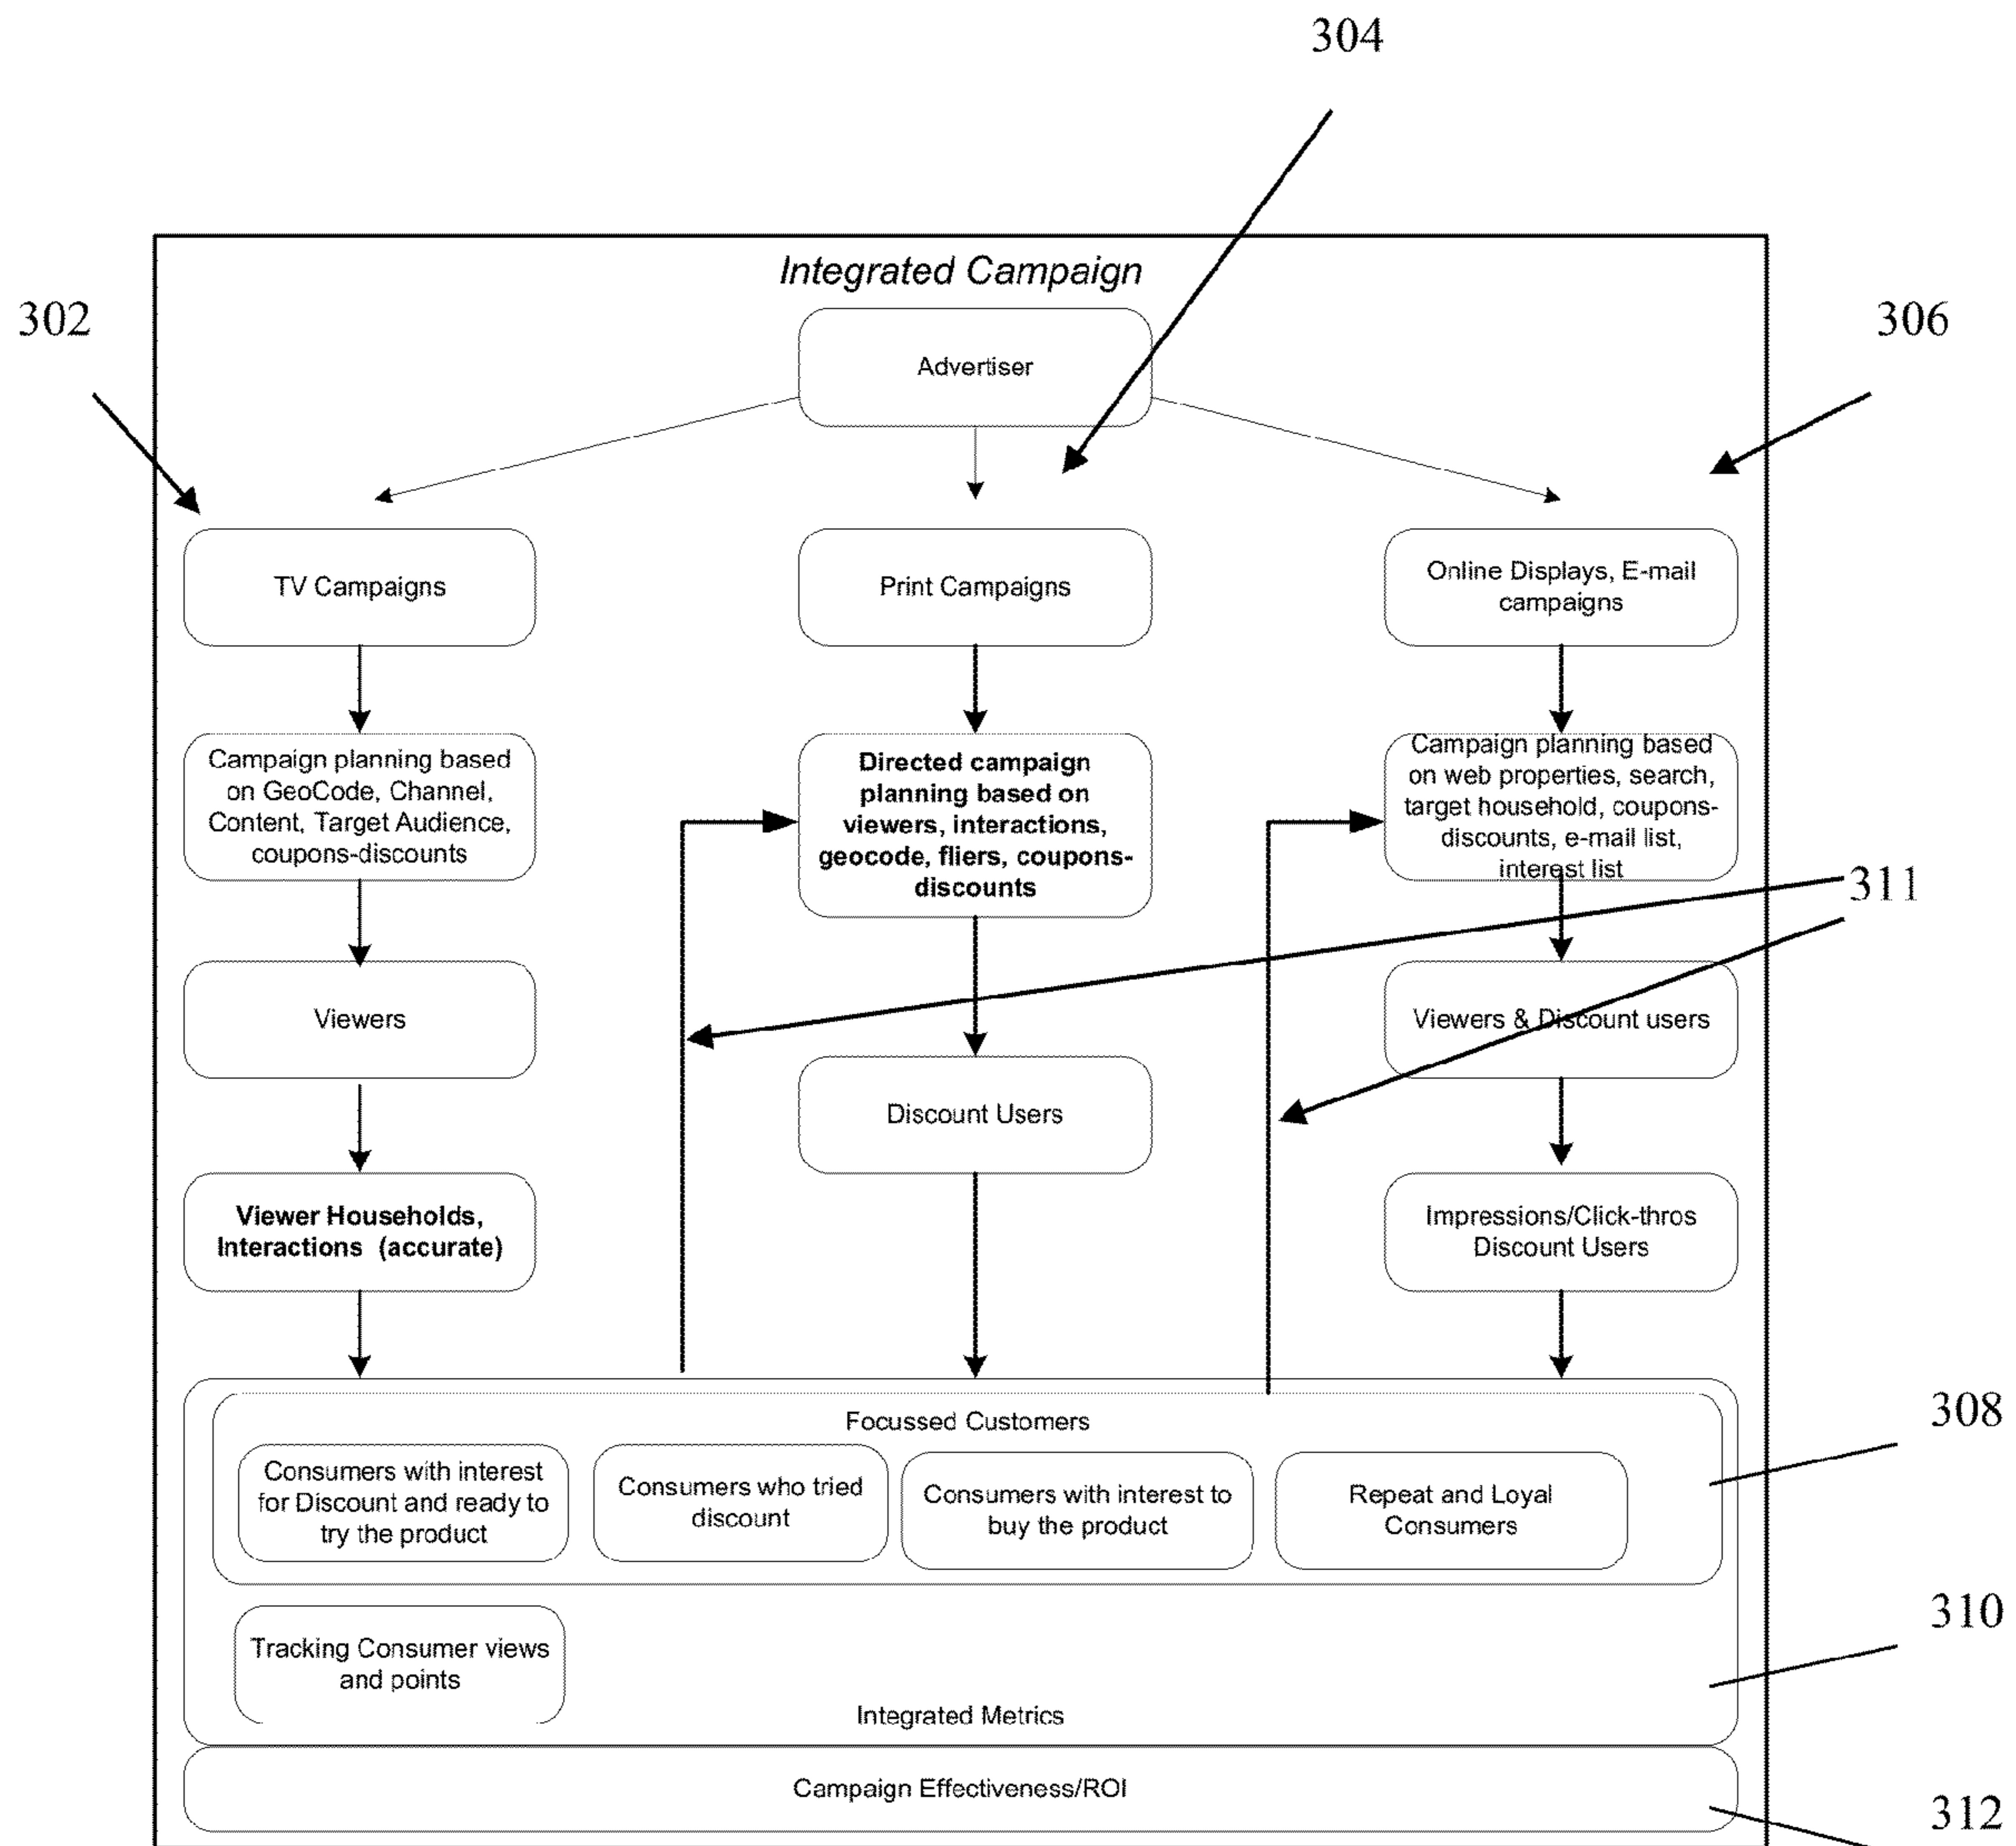 304
Integrated Campaign
302
306
Advertiser
TV Campaigns
Print Campaigns
Online Displays, E-mail
campaigns
Campaign planning based
on GeoCode, Channel,
Content, Target Audience,
coupons-discounts
Directed campaign
planning based on
viewers, interactions,
geocode, fliers, coupons-
discounts
Campaign planning based
on web properties, search,
target household, coupons-
discounts, e-mail list,
interest list
311
Viewers
Viewers & Discount users
Discount Users
Viewer Households,
Interactions (accurate)
Impressions/Click-thros
Discount Users
308
Focussed Customers
Consumers with interest
for Discount and ready to
try the product
Consumers who tried
discount
Consumers with interest to
buy the product
Repeat and Loyal
Consumers
310
Tracking Consumer views
and points
Integrated Metrics
Campaign Effectiveness/ROI
312